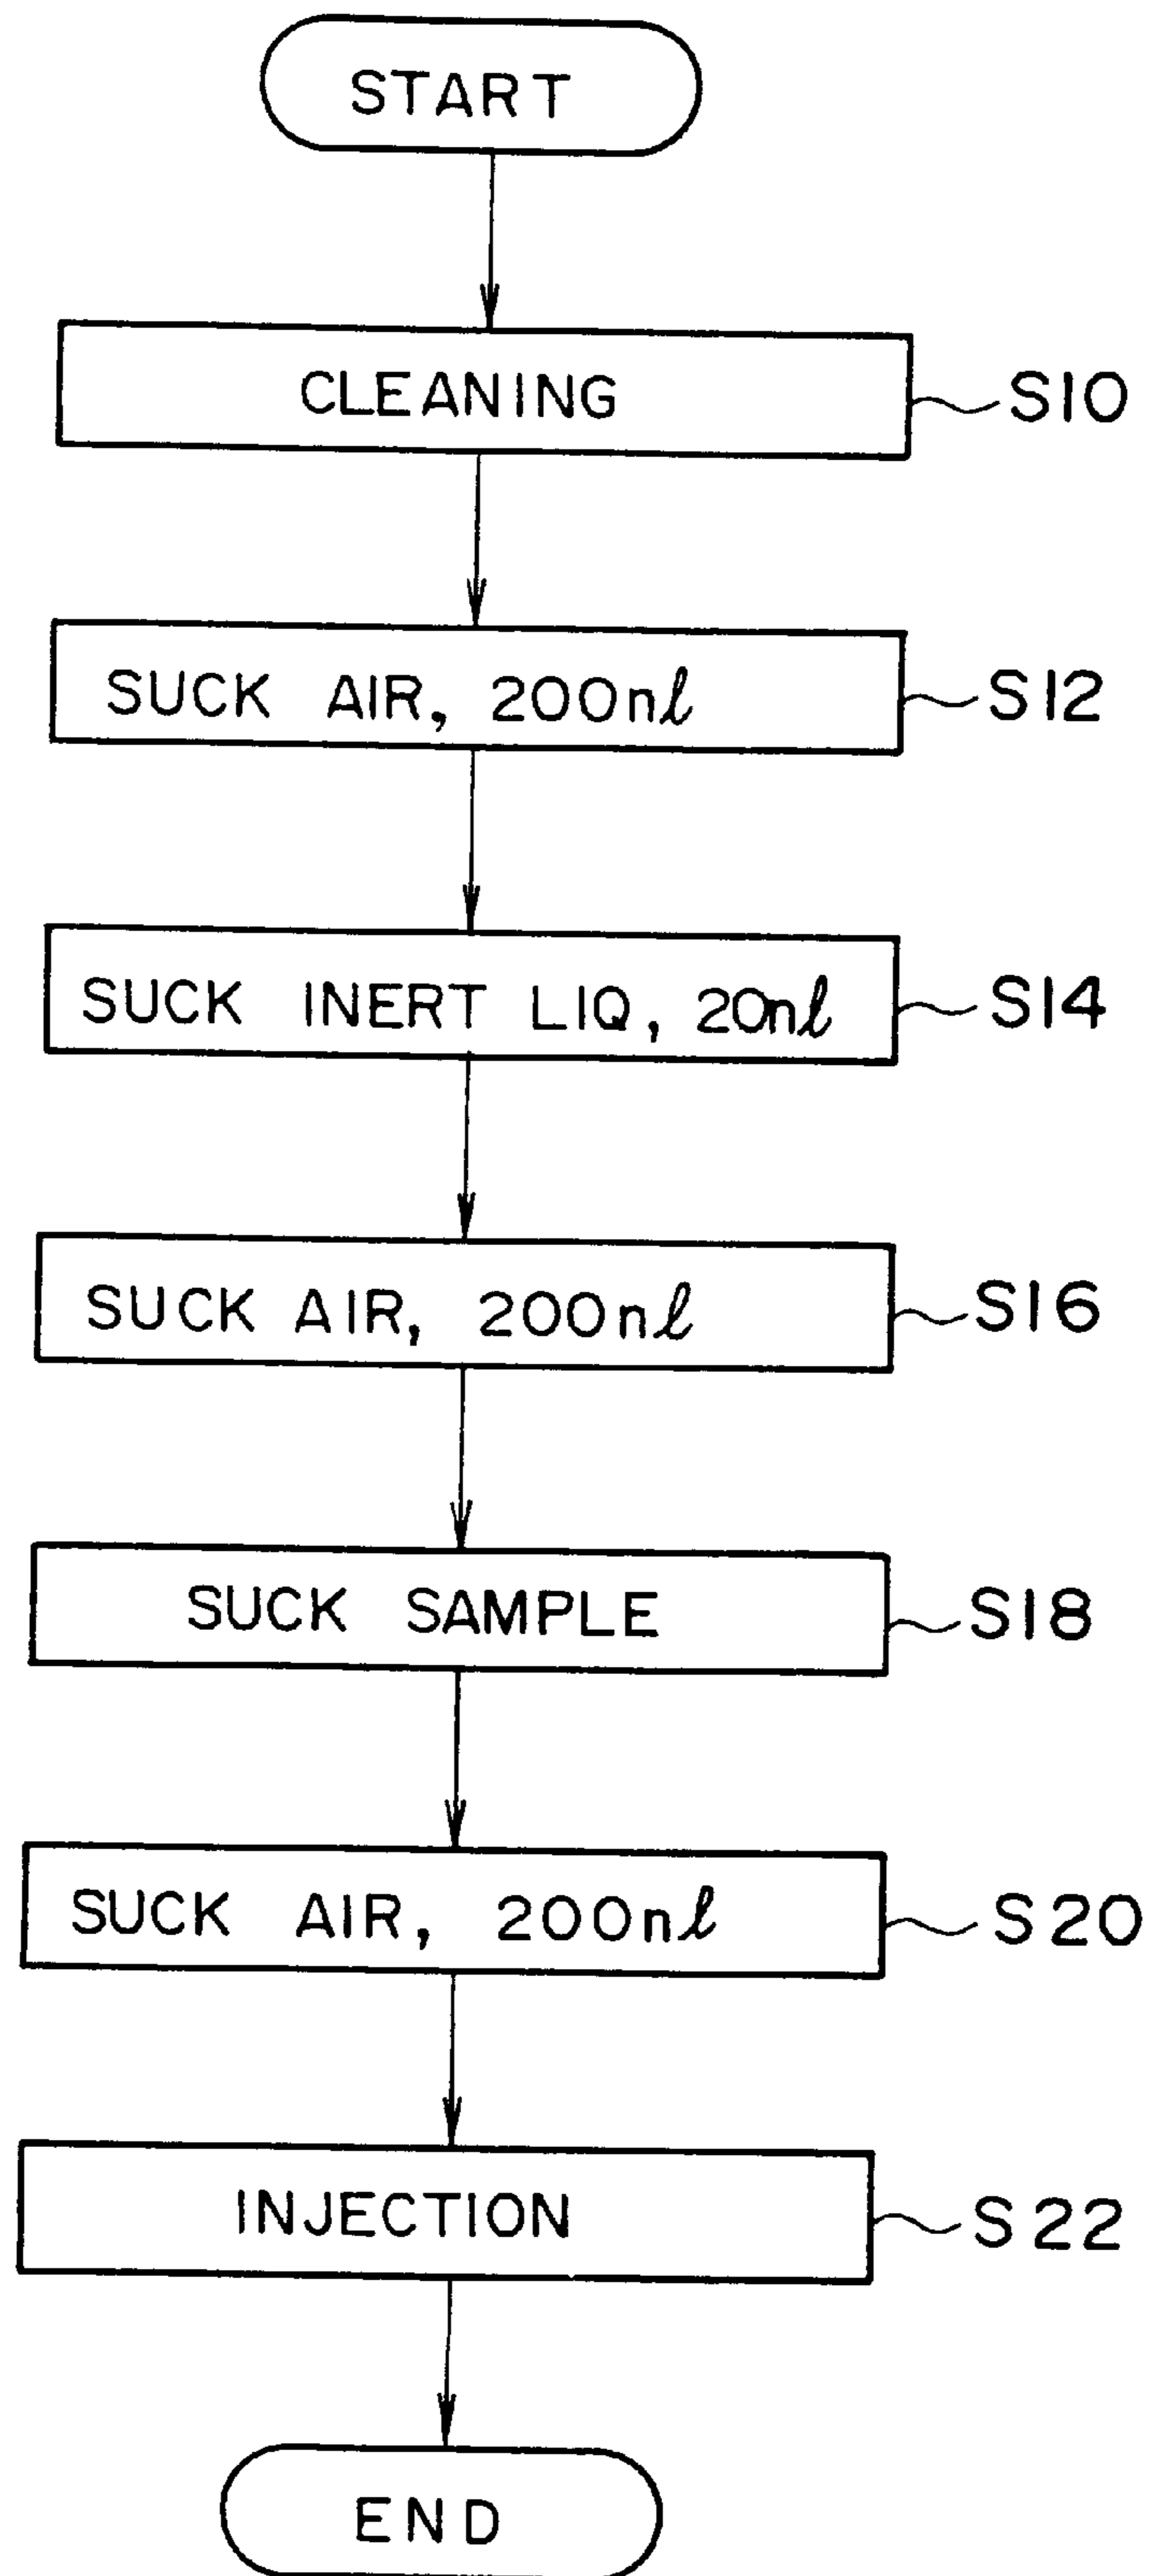 START
CLEANING S10
SUCK AIR, 200nl S12
SUCK INERT LIQ, 20nl S14
SUCK AIR, 200nl S16
SUCK SAMPLE S18
SUCK AIR, 200nl S20
INJECTION S22
END